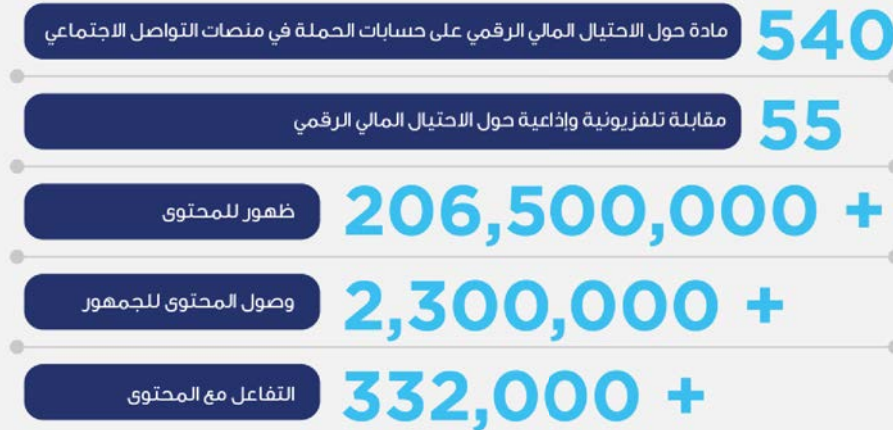 540 مادة حول الاحتيال المالي الرقمي على حسابات الحملة في منصات التواصل الاجتماعي
55 مقابلة تلفزيونية وإذاعية حول الاحتيال المالي الرقمي
+ 206,500,000 ظهور للمحتوى
+ 2,300,000 وصول المحتوى للجمهور
+ 332,000 التفاعل مع المحتوى